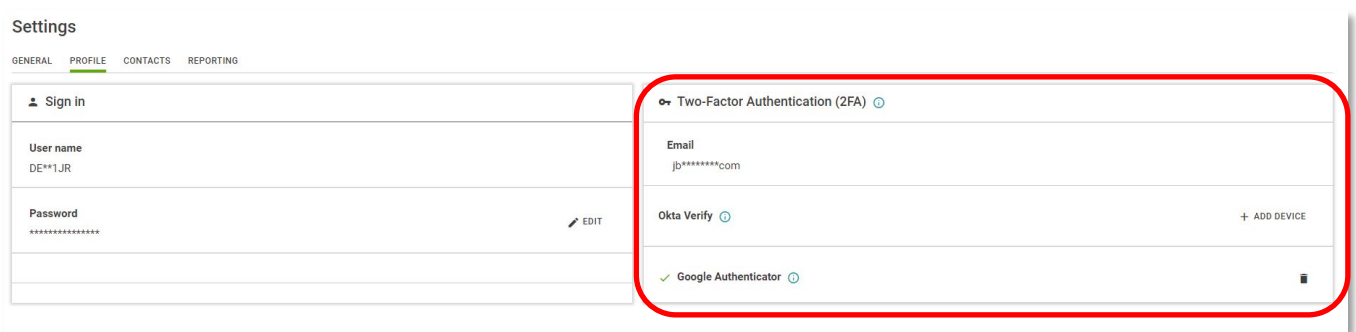 Settings
GENERAL PROFILE CONTACTS REPORTING
Sign in
User name
DE**1JR
Password
***************
EDIT
Two-Factor Authentication (2FA)
Email
jb********com
Okta Verify
+ ADD DEVICE
Google Authenticator